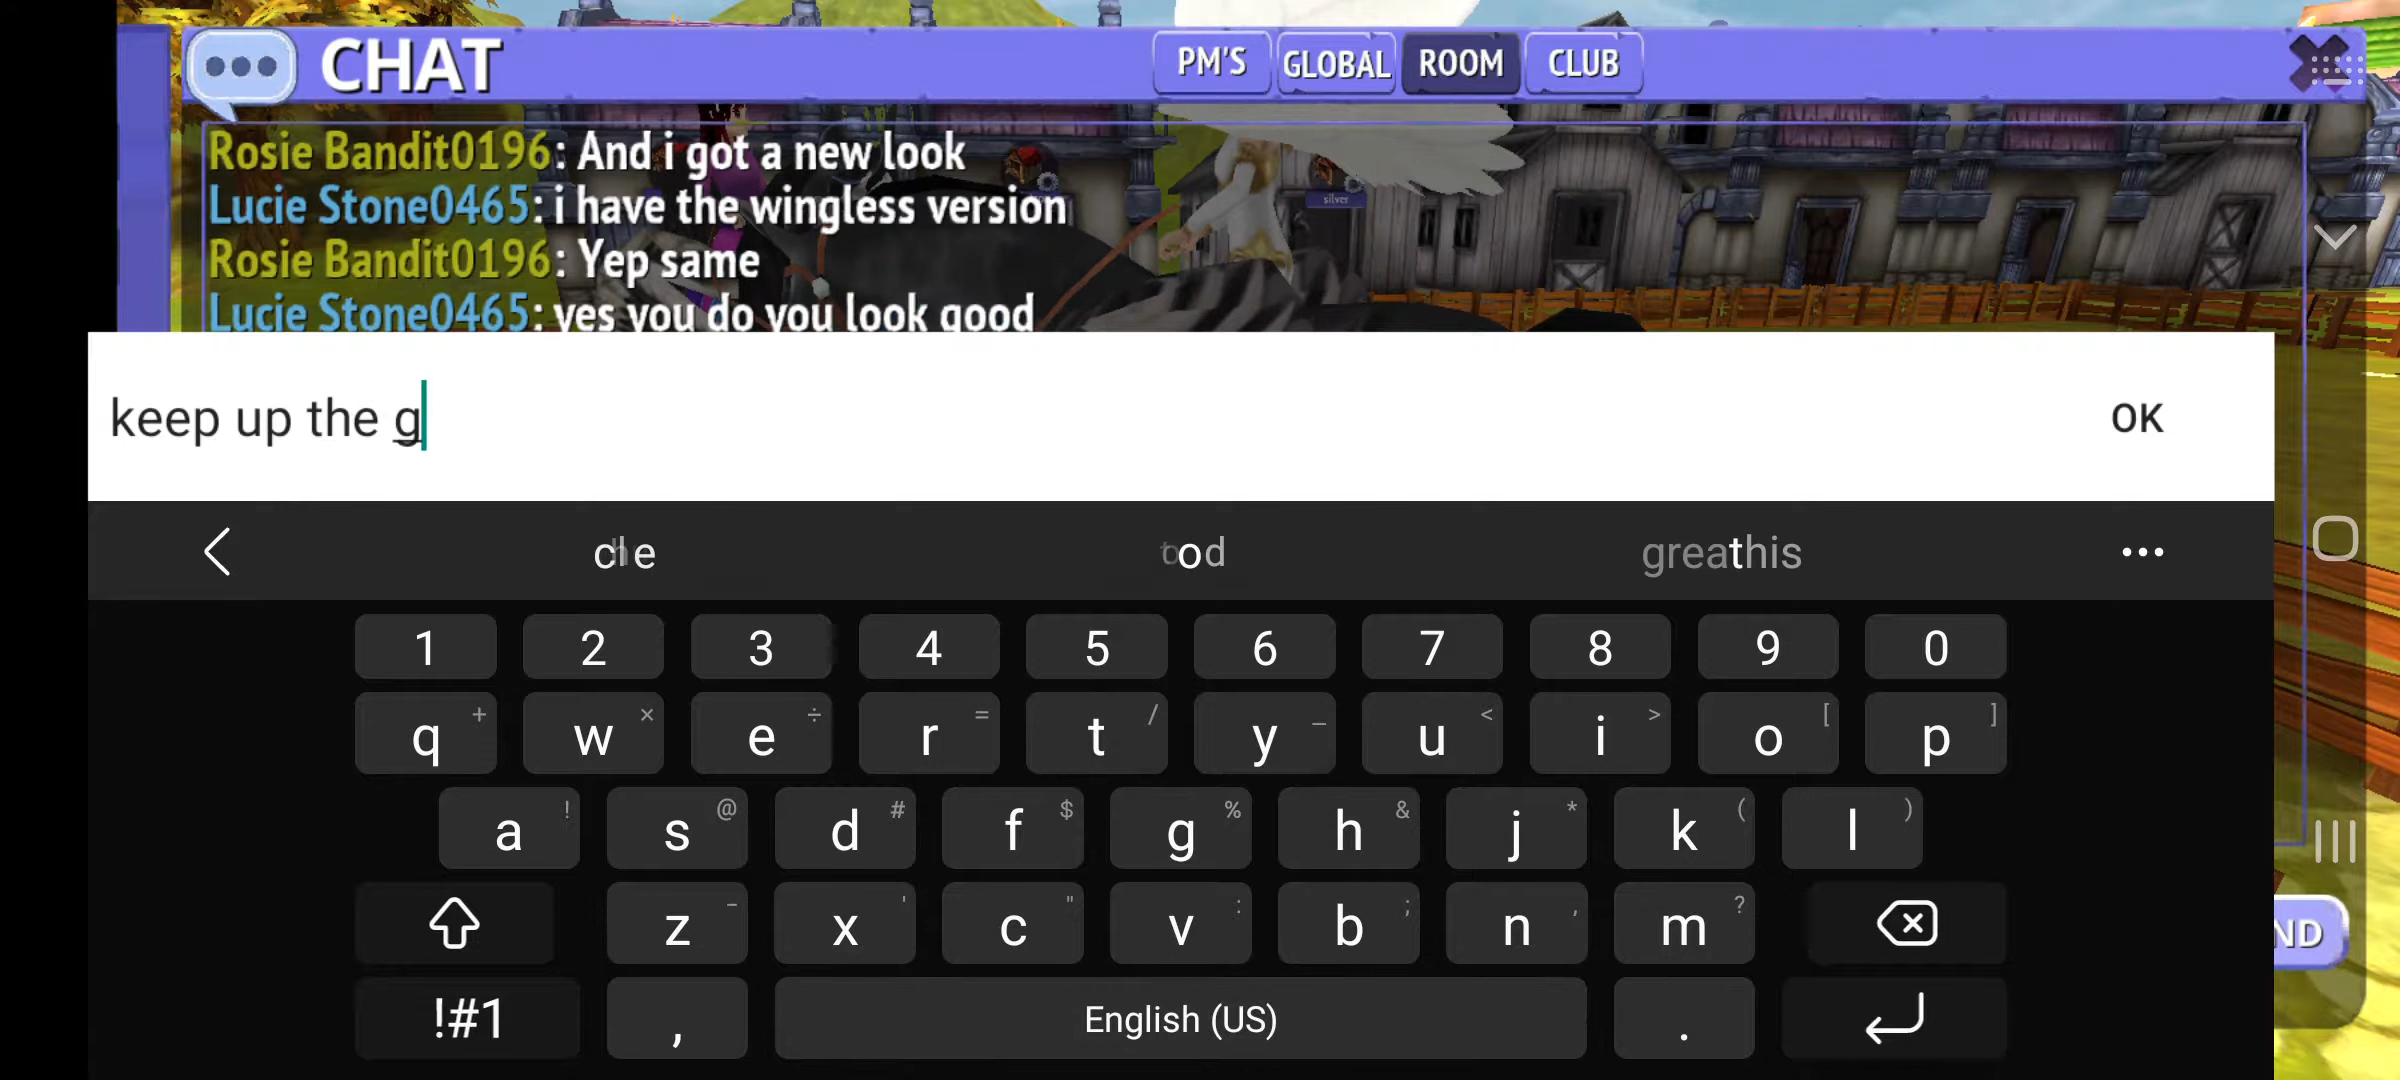 CHAT
PM'S GLOBAL ROOM CLUB
Rosie Bandit0196: And i got a new look
Lucie Stone0465: i have the wingless version
Rosie Bandit0196: Yep same
Lucie Stone0465: yes you do you look good
silver
keep up the g
OK
1 2 3 4 5 6 7 8 9 0
q + w × e ÷ r = t / y _ u < i > o [ p ]
a ! s @ d # f $ g % h & j * k ( l )
z - x ' c " v : b ; n , m ?
!#1 , English (US) .
ND